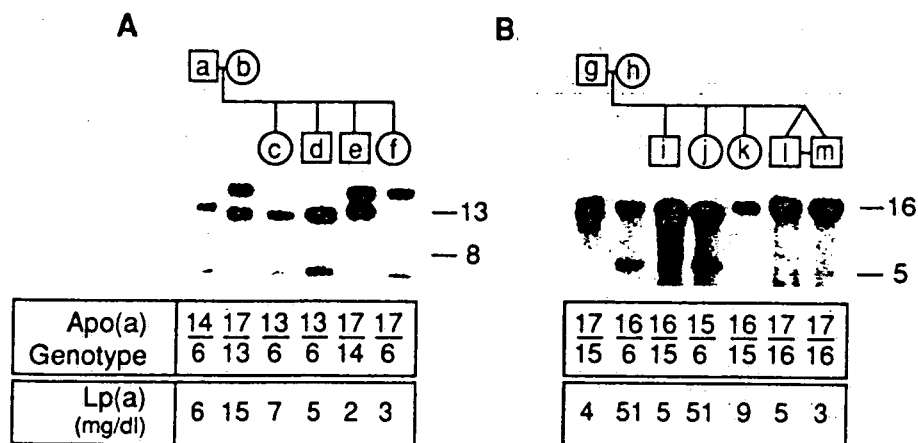 A
B
a b
g h
c d e f
i j k l m
13
8
16
5
Apo(a) Genotype 14/6 17/13 13/6 13/6 17/14 17/6
17/15 16/6 16/15 15/6 16/15 17/16 17/16
Lp(a) (mg/dl) 6 15 7 5 2 3
4 51 5 51 9 5 3